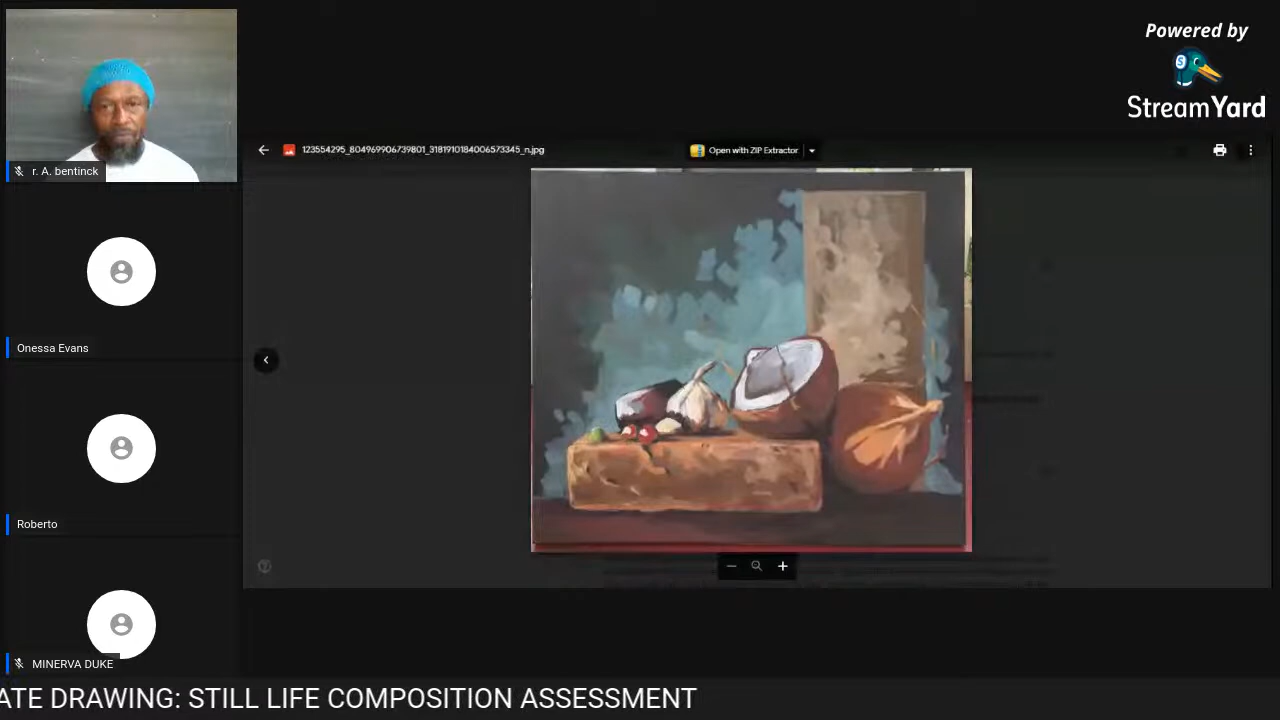 Powered by
StreamYard
r. A. bentinck
123554295_804969906739801_3181910184006573345_n.jpg
Open with ZIP Extractor
Onessa Evans
Roberto
MINERVA DUKE
ATE DRAWING: STILL LIFE COMPOSITION ASSESSMENT